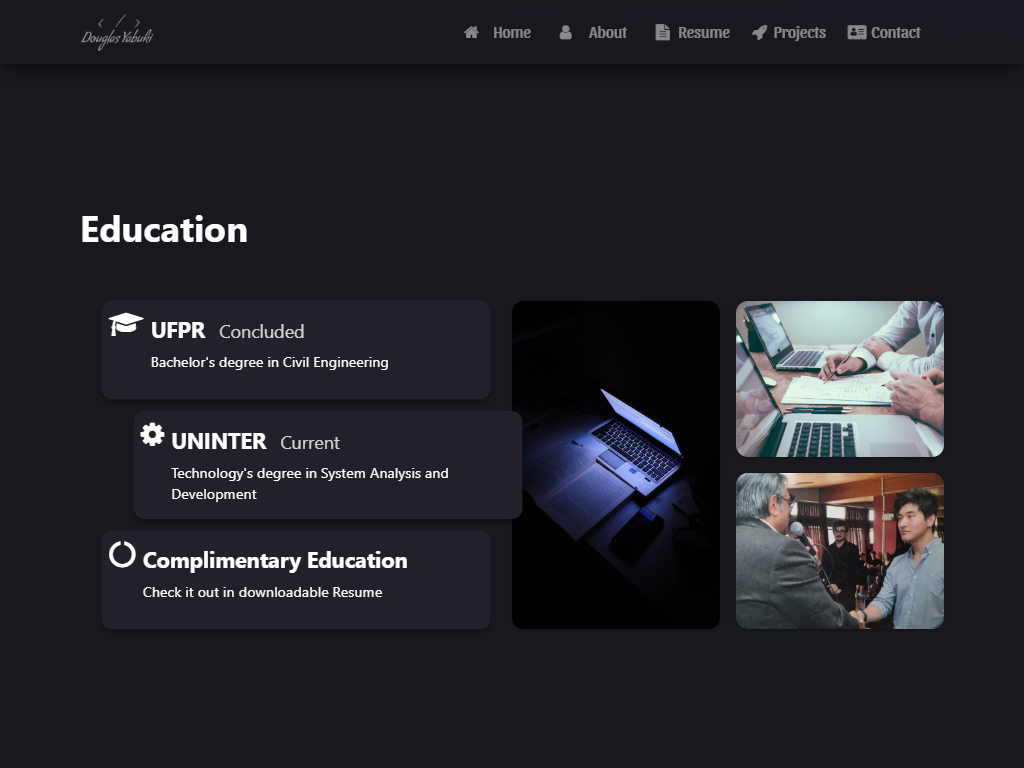 < / >
Douglas Yabuki
Home About Resume Projects Contact
Education
UFPR Concluded
Bachelor's degree in Civil Engineering
UNINTER Current
Technology's degree in System Analysis and
Development
Complimentary Education
Check it out in downloadable Resume